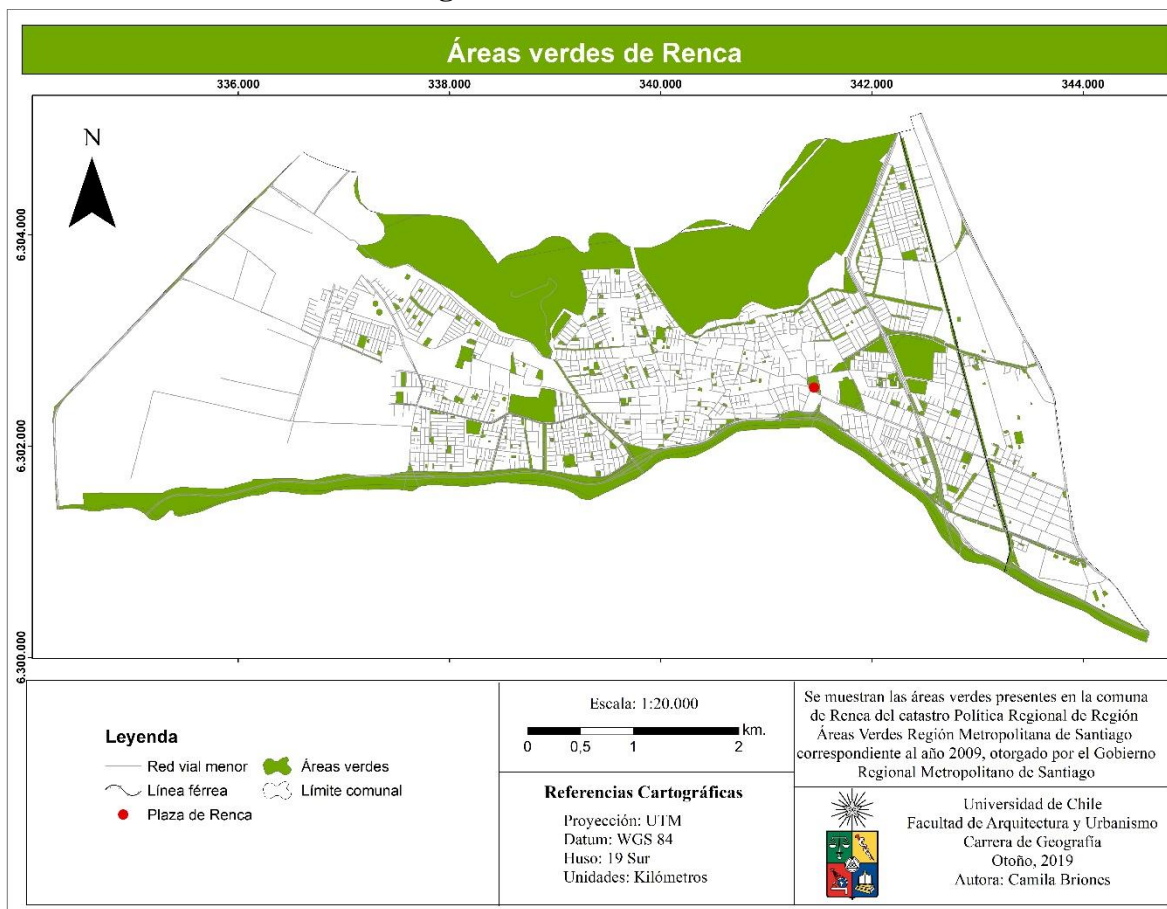 Áreas verdes de Renca
336.000 338.000 340.000 342.000 344.000
N
6.304.000
6.302.000
6.300.000
Leyenda
Red vial menor
Áreas verdes
Línea férrea
Límite comunal
Plaza de Renca
Escala: 1:20.000
0 0,5 1 2 km.
Referencias Cartográficas
Proyección: UTM
Datum: WGS 84
Huso: 19 Sur
Unidades: Kilómetros
Se muestran las áreas verdes presentes en la comuna
de Renca del catastro Política Regional de Región
Áreas Verdes Región Metropolitana de Santiago
correspondiente al año 2009, otorgado por el Gobierno
Regional Metropolitano de Santiago
Universidad de Chile
Facultad de Arquitectura y Urbanismo
Carrera de Geografía
Otoño, 2019
Autora: Camila Briones